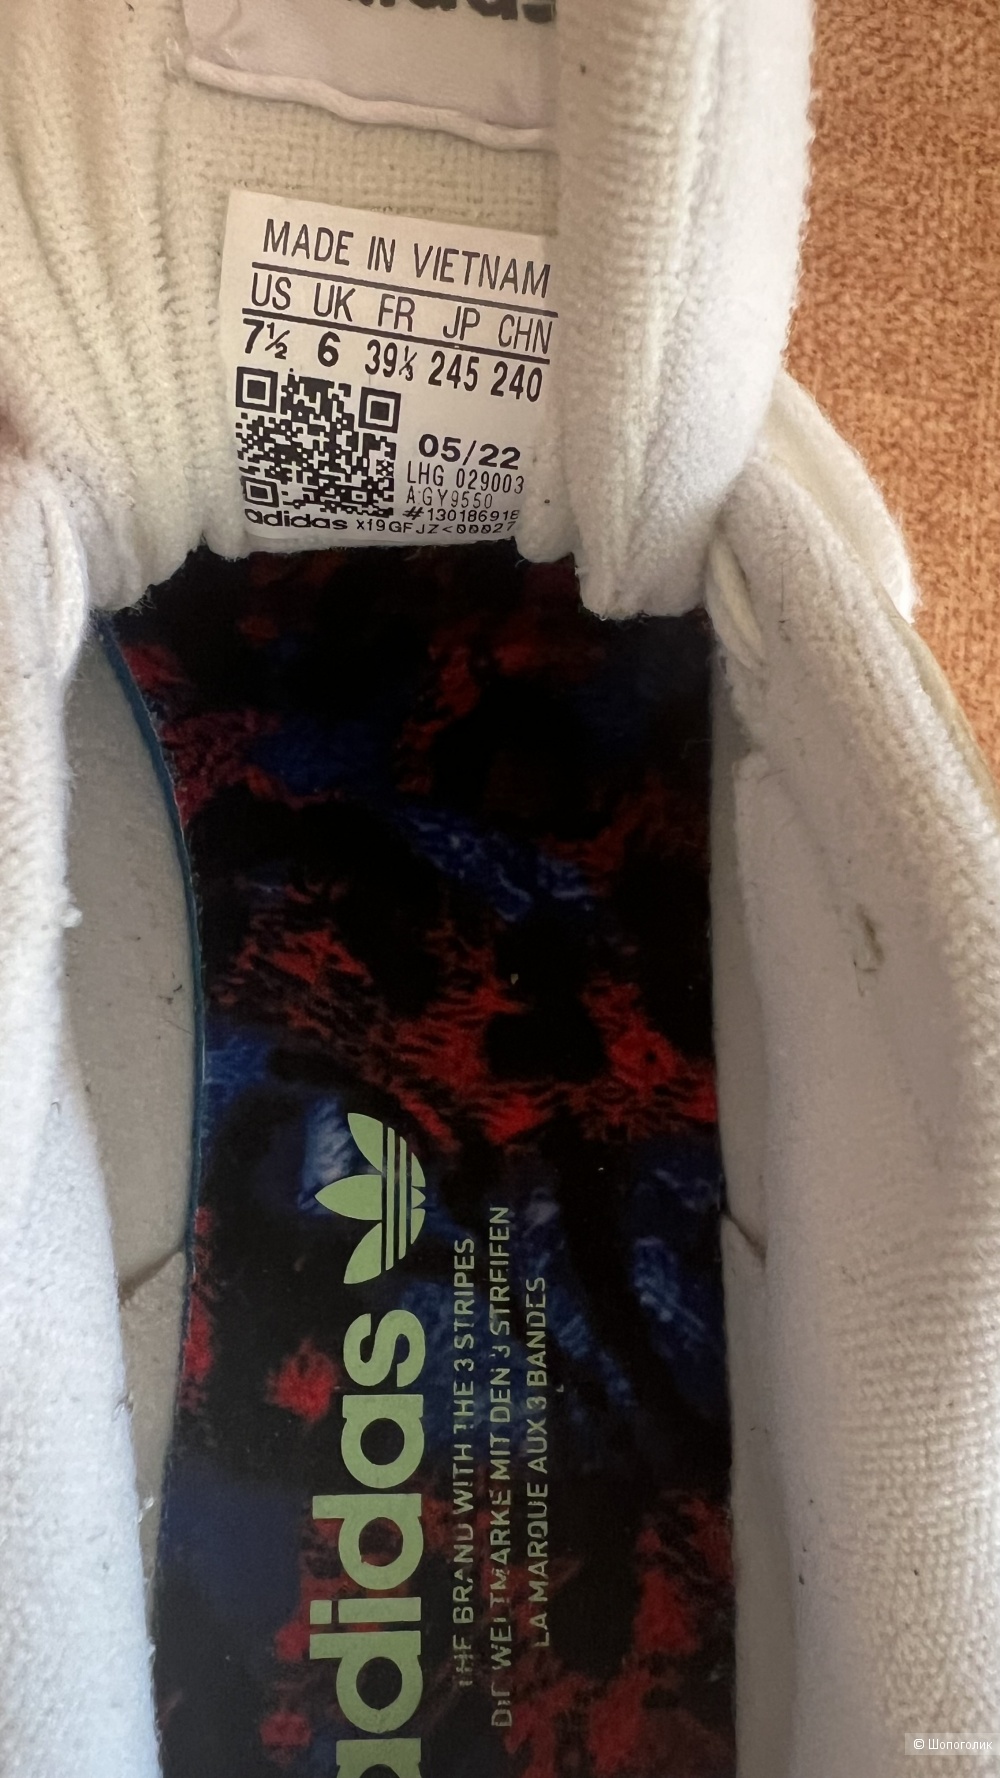 MADE IN VIETNAM
US UK FR JP CHN
7½ 6 39⅓ 245 240
05/22
LHG 029003
AGY9550
#13018691
adidas
adidas
THE BRAND WITH THE 3 STRIPES
DIE WELTMARKE MIT DEN 3 STREIFEN
LA MARQUE AUX 3 BANDES
© Шопоголик